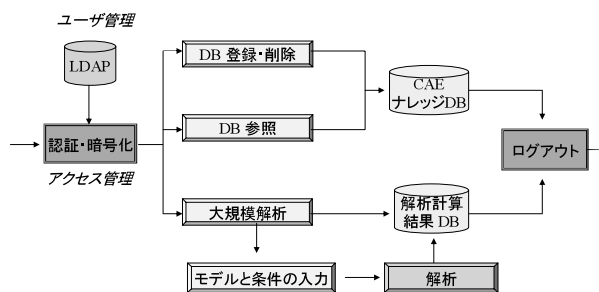 ユーザ管理
LDAP
認証・暗号化
アクセス管理
DB 登録・削除
DB 参照
大規模解析
CAE
ナレッジDB
解析計算
結果 DB
ログアウト
モデルと条件の入力
解析